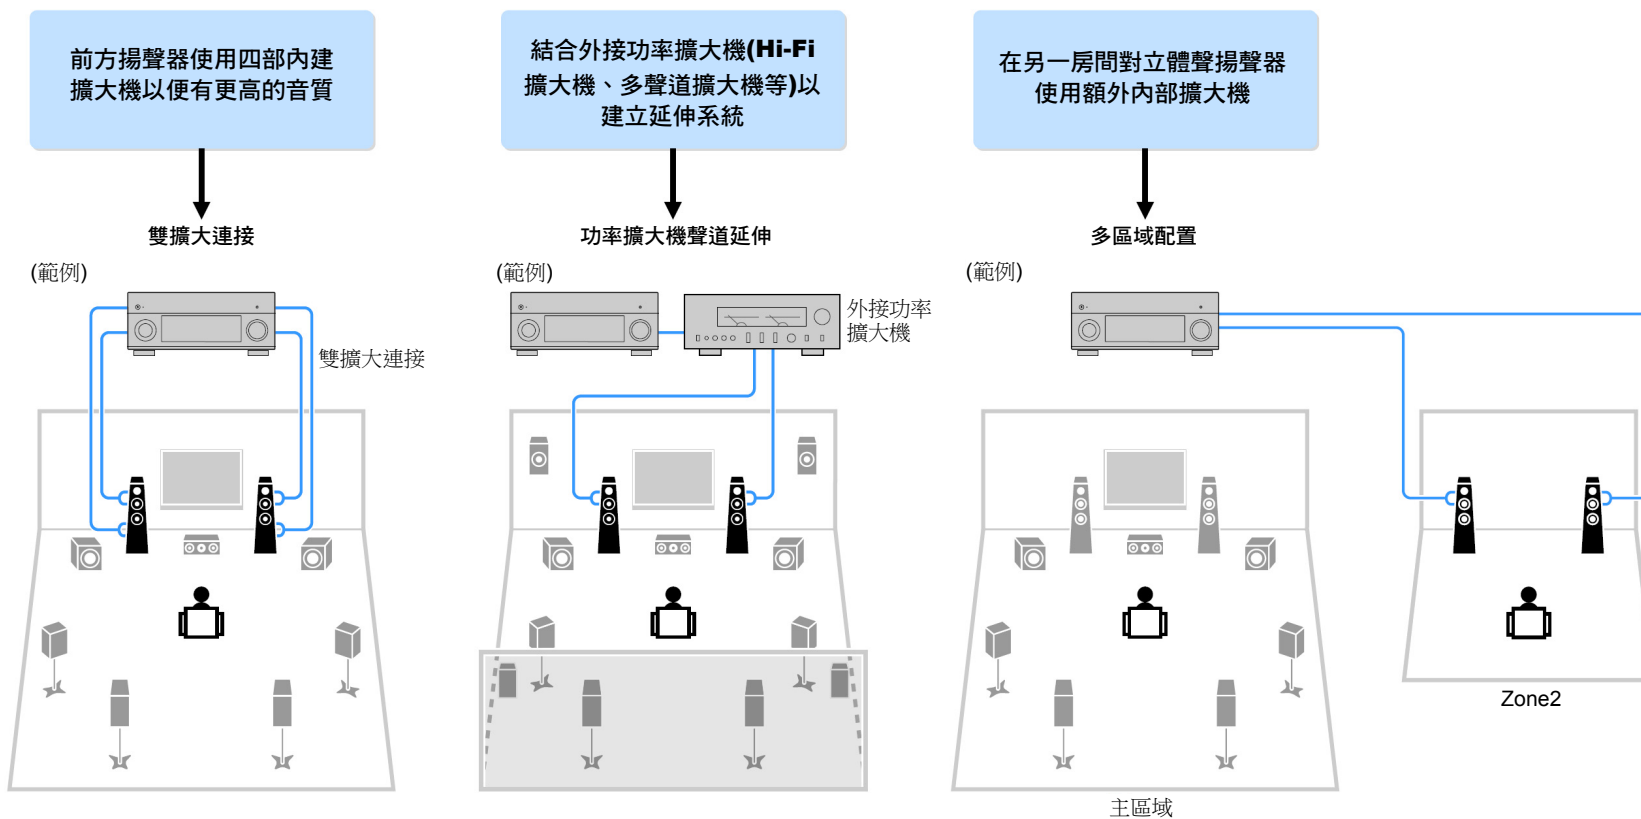 前方揚聲器使用四部內建
擴大機以便有更高的音質
雙擴大連接
(範例)
雙擴大連接
結合外接功率擴大機(Hi-Fi
擴大機、多聲道擴大機等)以
建立延伸系統
功率擴大機聲道延伸
(範例)
外接功率
擴大機
在另一房間對立體聲揚聲器
使用額外內部擴大機
多區域配置
(範例)
Zone2
主區域